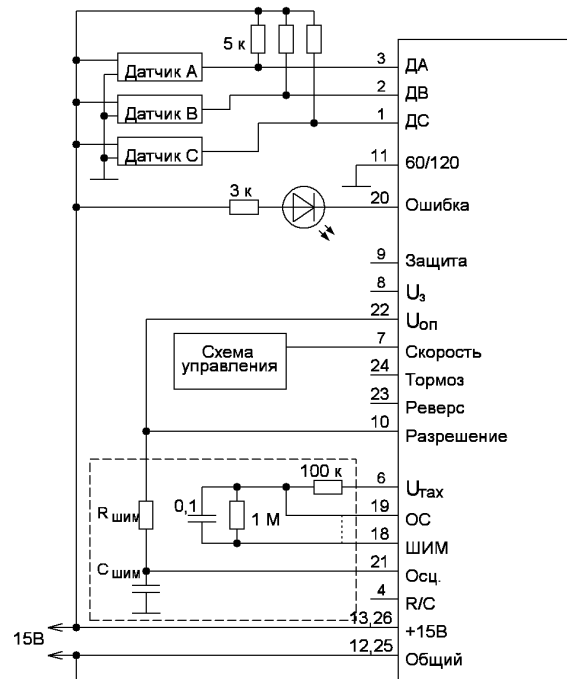 5 к
Датчик A
Датчик B
Датчик C
3 ДА
2 ДВ
1 ДС
11 60/120
3 к
20 Ошибка
9 Защита
8 Uз
22 Uоп
Схема
управления
7 Скорость
24 Тормоз
23 Реверс
10 Разрешение
100 к
6 Uтах
R шим
0,1
1 М
19 ОС
18 ШИМ
C шим
21 Осц.
4 R/C
15В
13,26 +15В
12,25 Общий